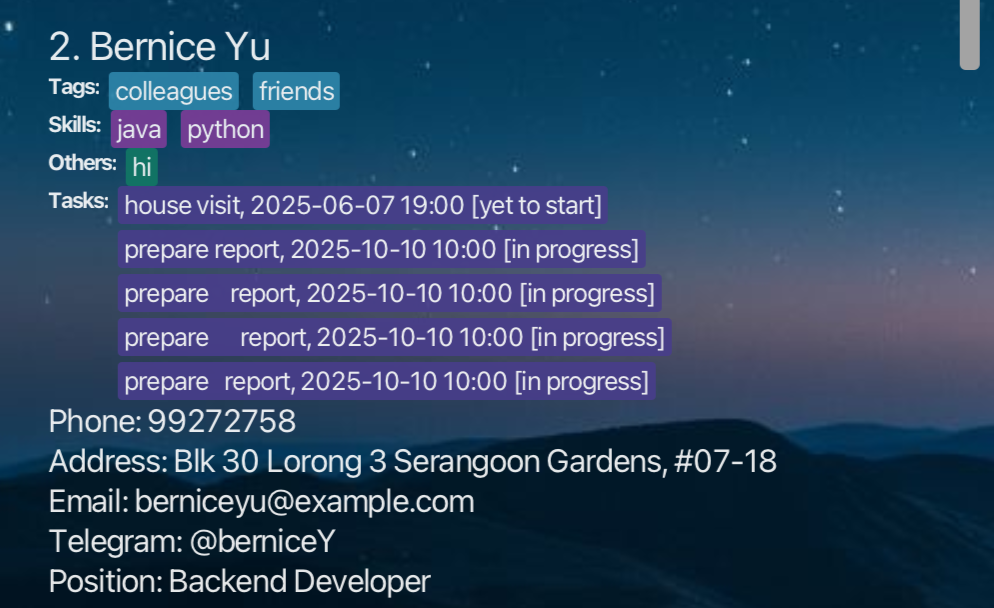 2. Bernice Yu
Tags: colleagues friends
Skills: java python
Others: hi
Tasks: house visit, 2025-06-07 19:00 [yet to start]
prepare report, 2025-10-10 10:00 [in progress]
prepare   report, 2025-10-10 10:00 [in progress]
prepare     report, 2025-10-10 10:00 [in progress]
prepare  report, 2025-10-10 10:00 [in progress]
Phone: 99272758
Address: Blk 30 Lorong 3 Serangoon Gardens, #07-18
Email: berniceyu@example.com
Telegram: @berniceY
Position: Backend Developer